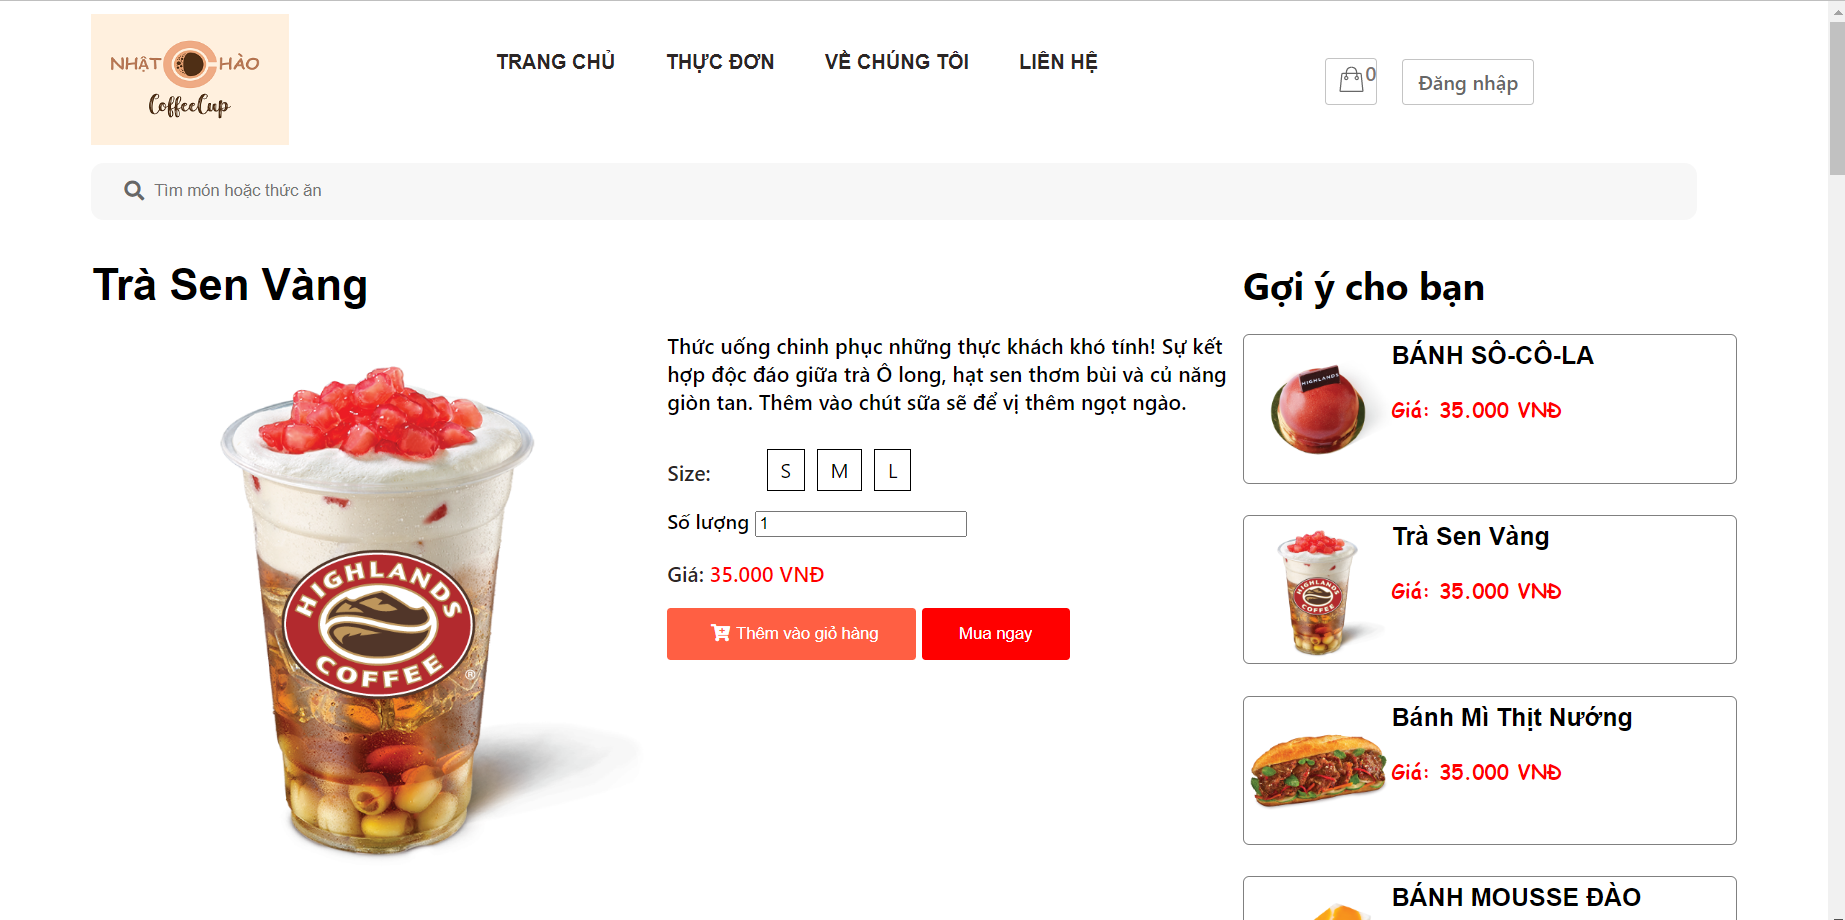 NHẬT CHÀO
CoffeeCup
TRANG CHỦ THỰC ĐƠN VỀ CHÚNG TÔI LIÊN HỆ
0
Đăng nhập
Tìm món hoặc thức ăn
Trà Sen Vàng
HIGHLANDS
COFFEE
®
Thức uống chinh phục những thực khách khó tính! Sự kết
hợp độc đáo giữa trà Ô long, hạt sen thơm bùi và củ năng
giòn tan. Thêm vào chút sữa sẽ để vị thêm ngọt ngào.
Size: S M L
Số lượng 1
Giá: 35.000 VNĐ
Thêm vào giỏ hàng Mua ngay
Gợi ý cho bạn
HIGHLANDS
BÁNH SÔ-CÔ-LA
Giá: 35.000 VNĐ
HIGHLANDS
COFFEE
Trà Sen Vàng
Giá: 35.000 VNĐ
Bánh Mì Thịt Nướng
Giá: 35.000 VNĐ
BÁNH MOUSSE ĐÀO